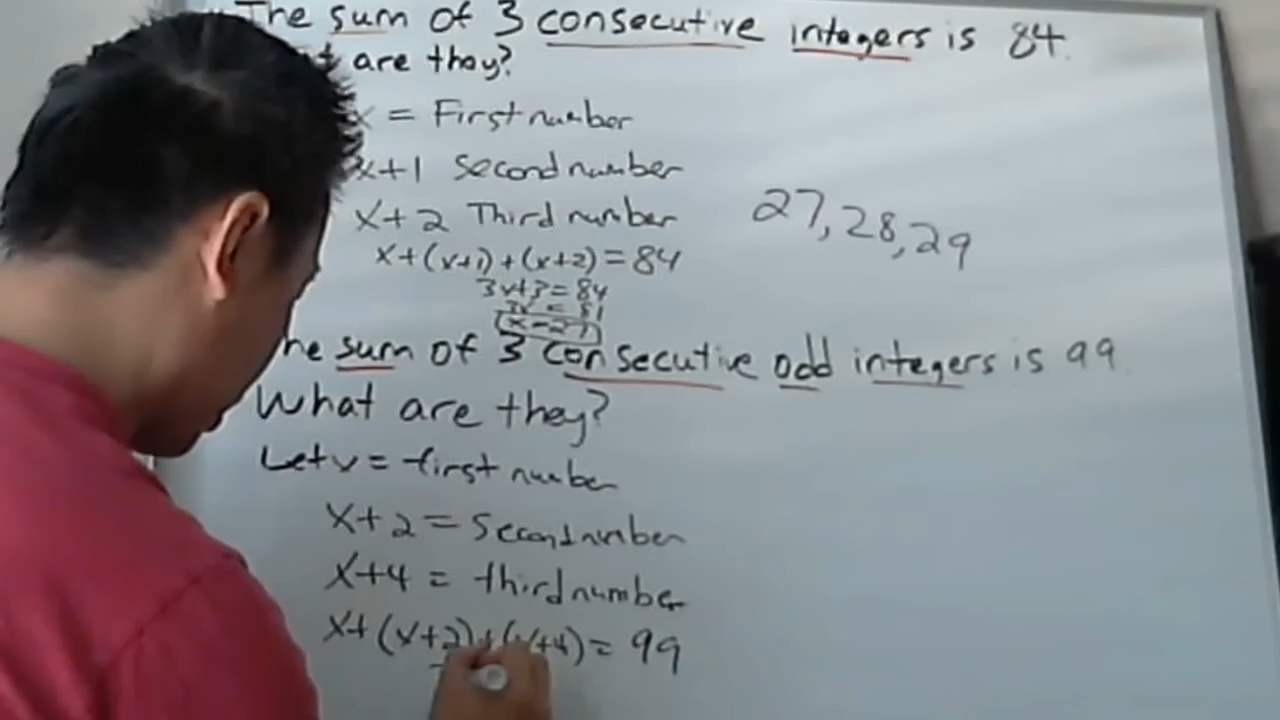 The sum of 3 consecutive integers is 84.
are they?
x = First number
x+1 Second number
x+2 Third number
27, 28, 29
x+(x+1)+(x+2)=84
3x+3=84
3x = 81
x=27
he sum of 3 consecutive odd integers is 99.
What are they?
Let x = first number
x+2 = second number
x+4 = third number
x+(x+2)+(x+4)= 99